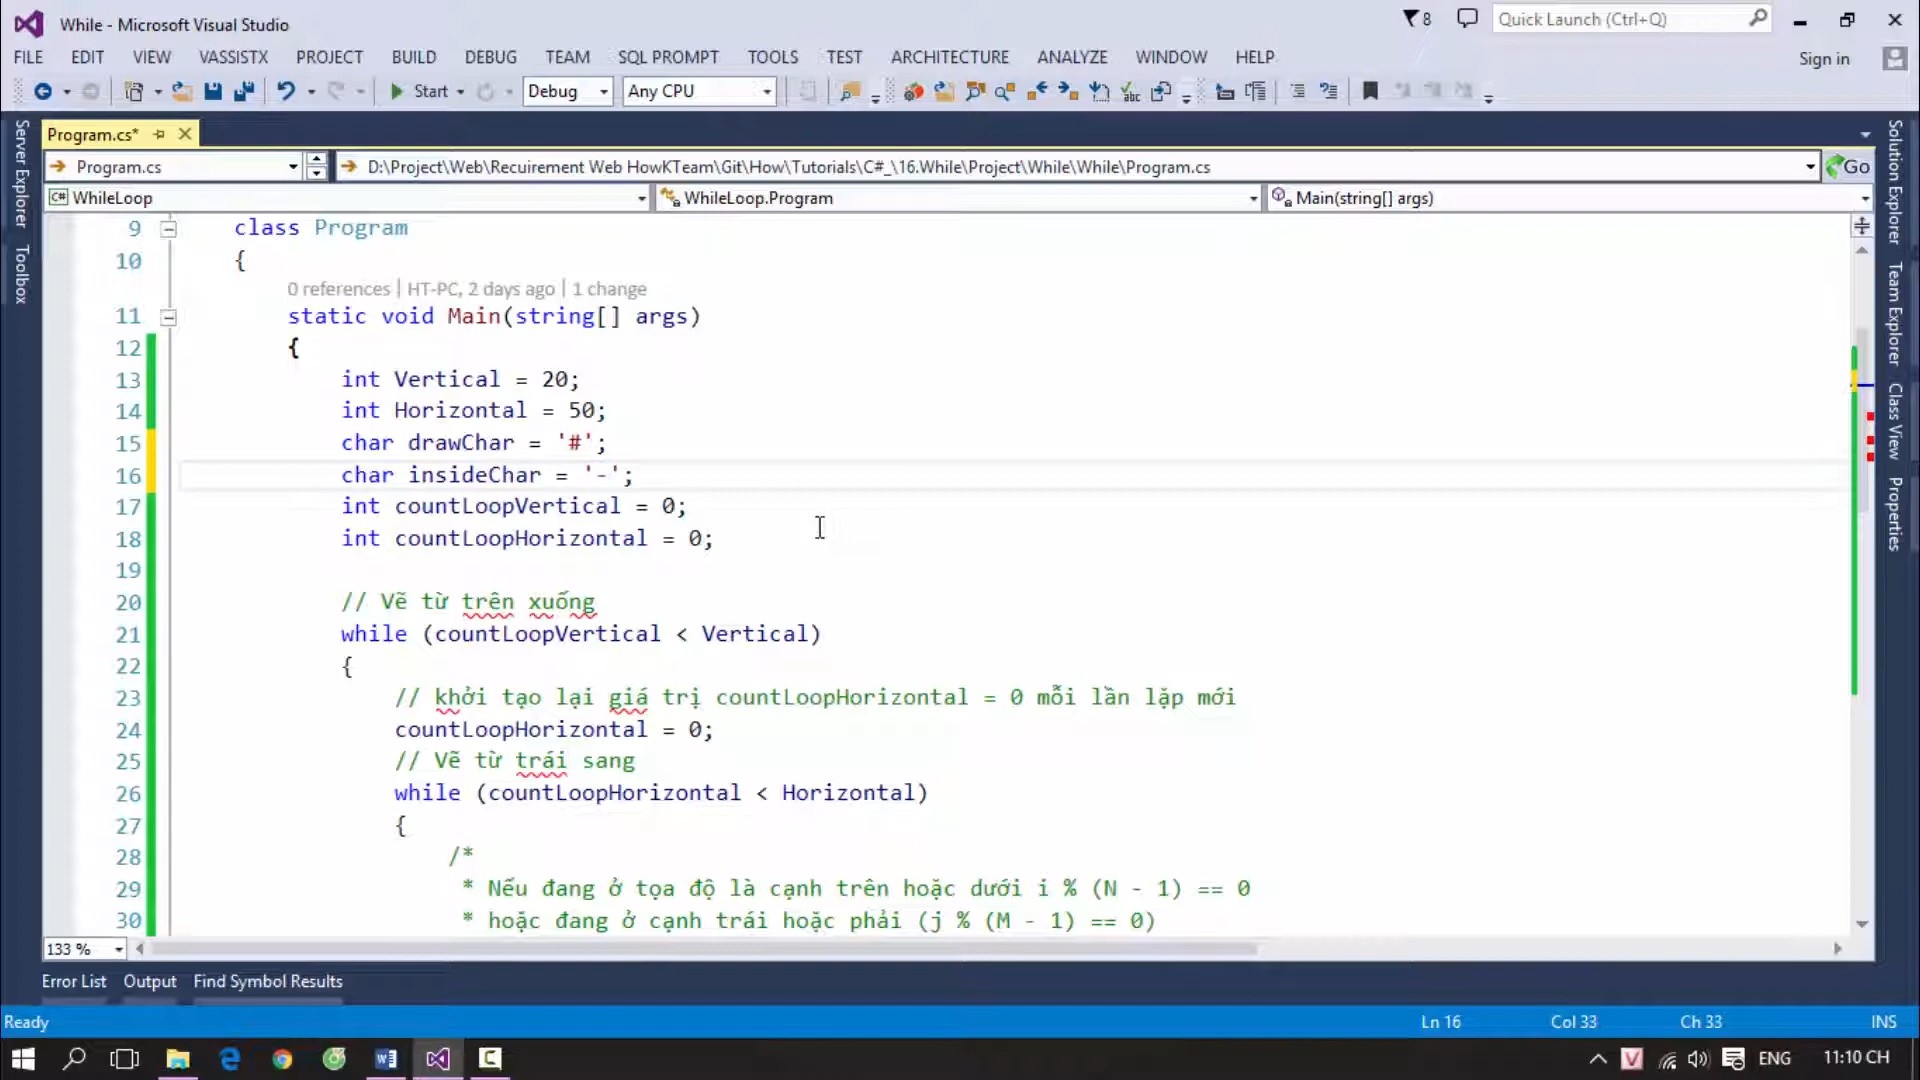 While - Microsoft Visual Studio
8
Quick Launch (Ctrl+Q)
FILE EDIT VIEW VASSISTX PROJECT BUILD DEBUG TEAM SQL PROMPT TOOLS TEST ARCHITECTURE ANALYZE WINDOW HELP
Sign in
Start
Debug
Any CPU
Server Explorer
Toolbox
Program.cs*
Program.cs
D:\Project\Web\Recuirement Web HowKTeam\Git\How\Tutorials\C#_\16.While\Project\While\While\Program.cs
Go
C# WhileLoop
WhileLoop.Program
Main(string[] args)
9 class Program
10 {
0 references | HT-PC, 2 days ago | 1 change
11 static void Main(string[] args)
12 {
13 int Vertical = 20;
14 int Horizontal = 50;
15 char drawChar = '#';
16 char insideChar = '-';
17 int countLoopVertical = 0;
18 int countLoopHorizontal = 0;
19
20 // Vẽ từ trên xuống
21 while (countLoopVertical < Vertical)
22 {
23 // khởi tạo lại giá trị countLoopHorizontal = 0 mỗi lần lặp mới
24 countLoopHorizontal = 0;
25 // Vẽ từ trái sang
26 while (countLoopHorizontal < Horizontal)
27 {
28 /*
29 * Nếu đang ở tọa độ là cạnh trên hoặc dưới i % (N - 1) == 0
30 * hoặc đang ở cạnh trái hoặc phải (j % (M - 1) == 0)
Solution Explorer
Team Explorer
Class View
Properties
133 %
Error List Output Find Symbol Results
Ready
Ln 16 Col 33 Ch 33 INS
ENG 11:10 CH